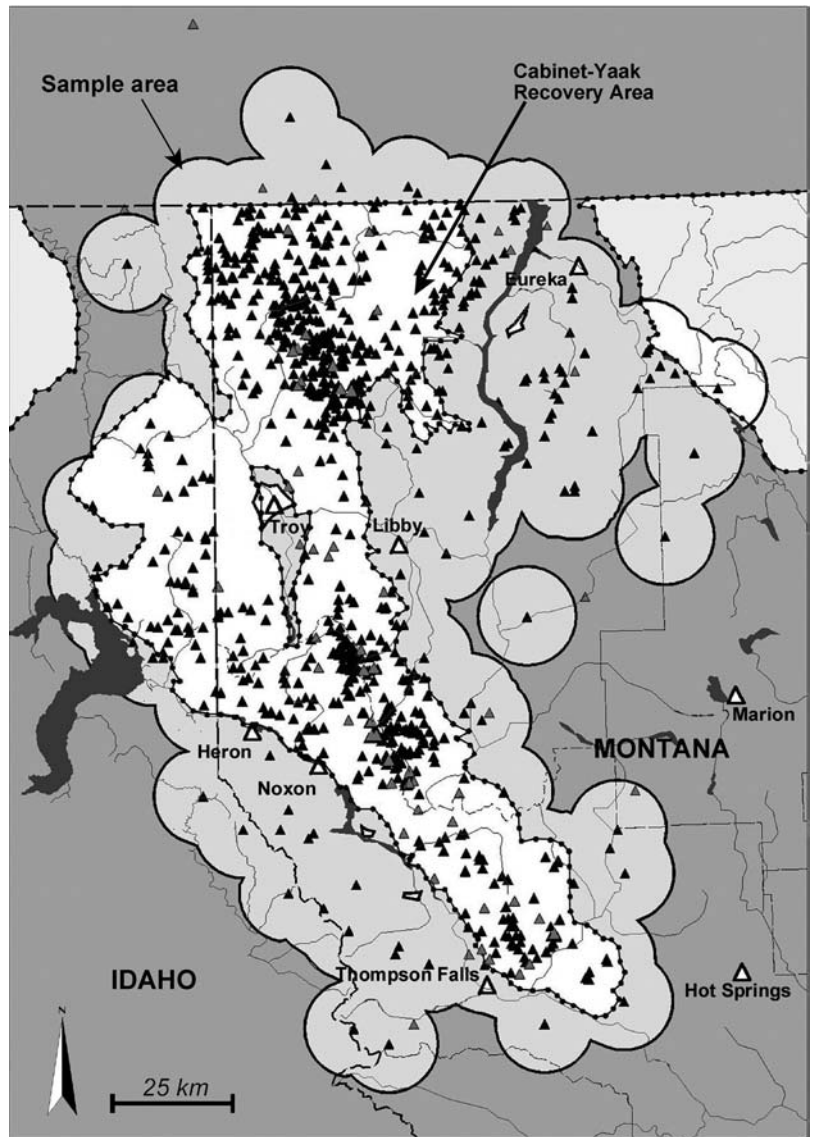 Sample area
Cabinet-Yaak
Recovery Area
Eureka
Troy
Libby
Marion
Heron
MONTANA
Noxon
Thompson Falls
IDAHO
Hot Springs
N
25 km